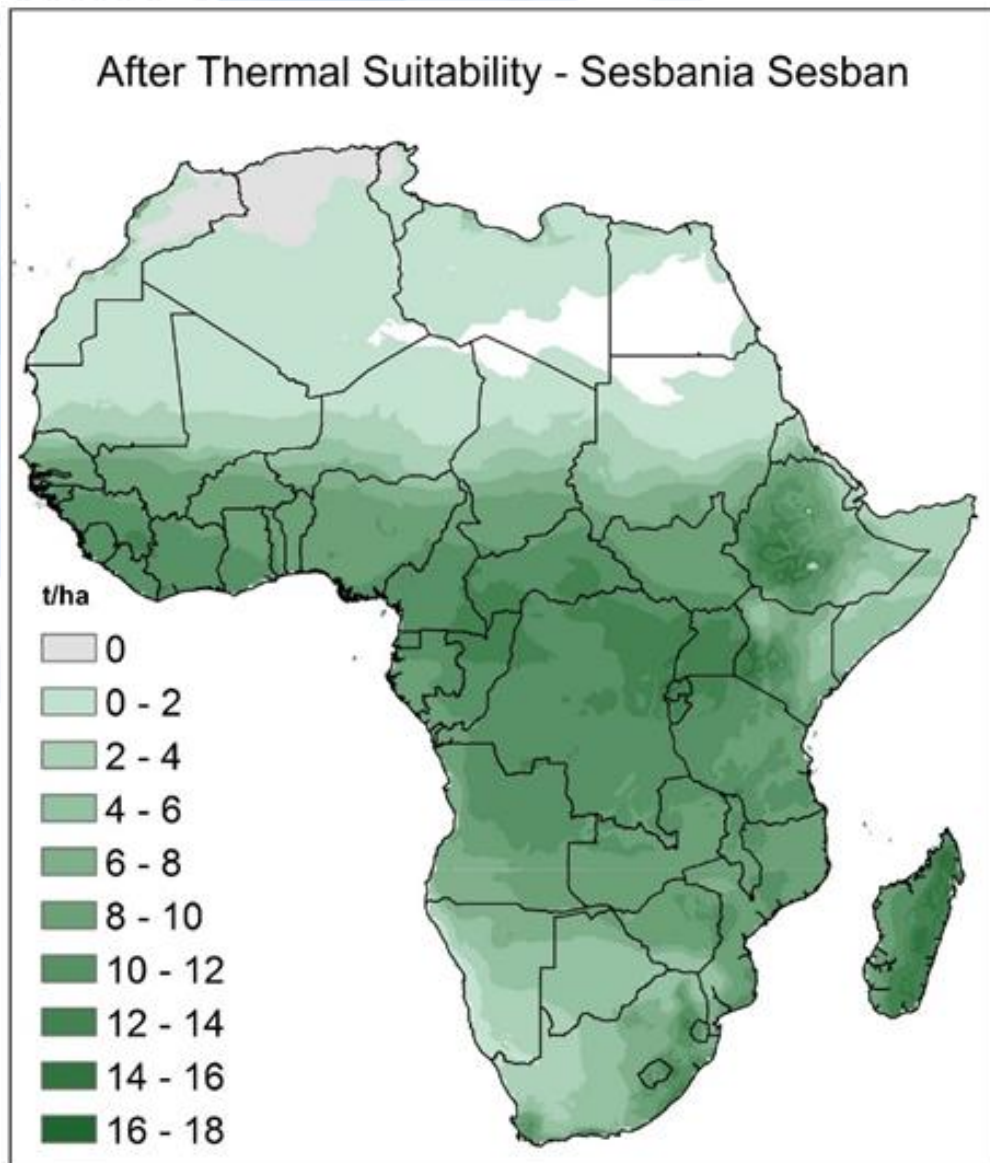 After Thermal Suitability - Sesbania Sesban
t/ha
0
0 - 2
2 - 4
4 - 6
6 - 8
8 - 10
10 - 12
12 - 14
14 - 16
16 - 18